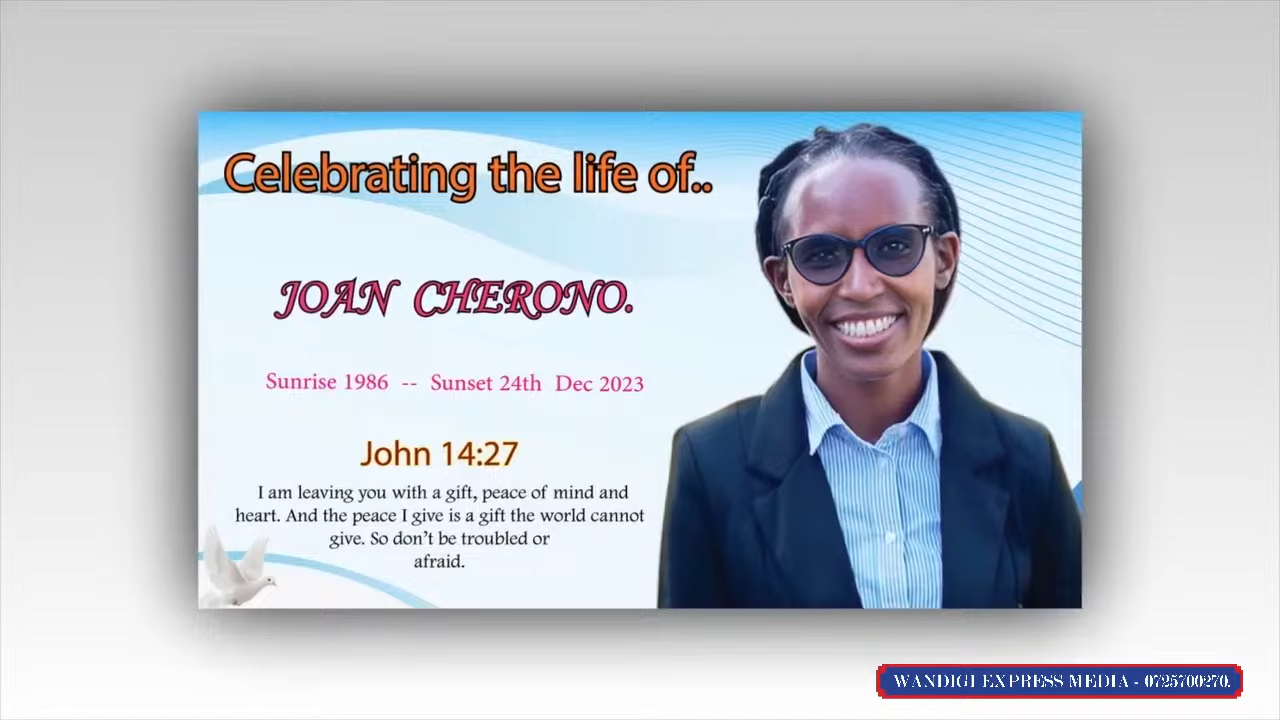 Celebrating the life of..
JOAN CHERONO.
Sunrise 1986 -- Sunset 24th Dec 2023
John 14:27
I am leaving you with a gift, peace of mind and
heart. And the peace I give is a gift the world cannot
give. So don't be troubled or
afraid.
WANDIGI EXPRESS MEDIA - 0725700270.